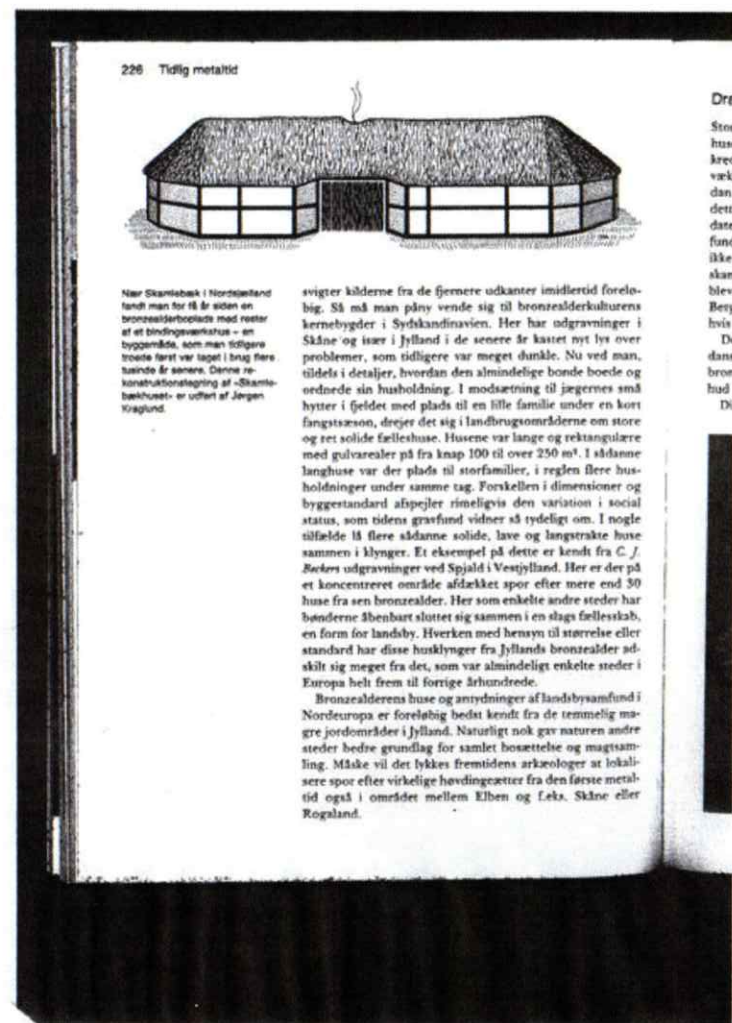 226 Tidlig metaltid
Nær Skamlebæk i Nordsjælland
fandt man for få år siden en
bronzealderboplads med rester
af et bindingsværkshus – en
byggemåde, som man tidligere
troede først var taget i brug flere
tusinde år senere. Denne re-
konstruktionstegning af »Skamle-
bækhuset« er udført af Jørgen
Kraglund.
svigter kilderne fra de fjernere udkanter imidlertid foreløbig-
big. Så må man påny vende sig til bronzealderkulturens
kernebygder i Sydskandinavien. Her har udgravninger i
Skåne og især i Jylland i de senere år kastet nyt lys over
problemer, som tidligere var meget dunkle. Nu ved man,
tildels i detaljer, hvordan den almindelige bonde boede og
ordnede sin husholdning. I modsætning til jægernes små
hytter i fjeldet med plads til en lille familie under en kort
fangstsæson, drejer det sig i landbrugsområderne om store
og ret solide fælleshuse. Husene var lange og rektangulære
med gulvarealer på fra knap 100 til over 250 m². I sådanne
langhuse var der plads til storfamilier, i reglen flere hus-
holdninger under samme tag. Forskellen i dimensioner og
byggestandard afspejler rimeligvis den variation i social
status, som tidens gravfund vidner så tydeligt om. I nogle
tilfælde lå flere sådanne solide, lave og langstrakte huse
sammen i klynger. Et eksempel på dette er kendt fra C. J.
Beckers udgravninger ved Spjald i Vestjylland. Her er der på
et koncentreret område afdækket spor efter mere end 30
huse fra sen bronzealder. Her som enkelte andre steder har
bønderne åbenbart sluttet sig sammen i en slags fællesskab,
en form for landsby. Hverken med hensyn til størrelse eller
standard har disse husklynger fra Jyllands bronzealder ad-
skilt sig meget fra det, som var almindeligt enkelte steder i
Europa helt frem til forrige århundrede.
Bronzealderens huse og antydninger af landsbysamfund i
Nordeuropa er foreløbig bedst kendt fra de temmelig ma-
gre jordområder i Jylland. Naturligt nok gav naturen andre
steder bedre grundlag for samlet bosættelse og magtsam-
ling. Måske vil det lykkes fremtidens arkæologer at lokali-
sere spor efter virkelige høvdingeætter fra den første metal-
tid også i området mellem Elben og f.eks. Skåne eller
Rogaland.